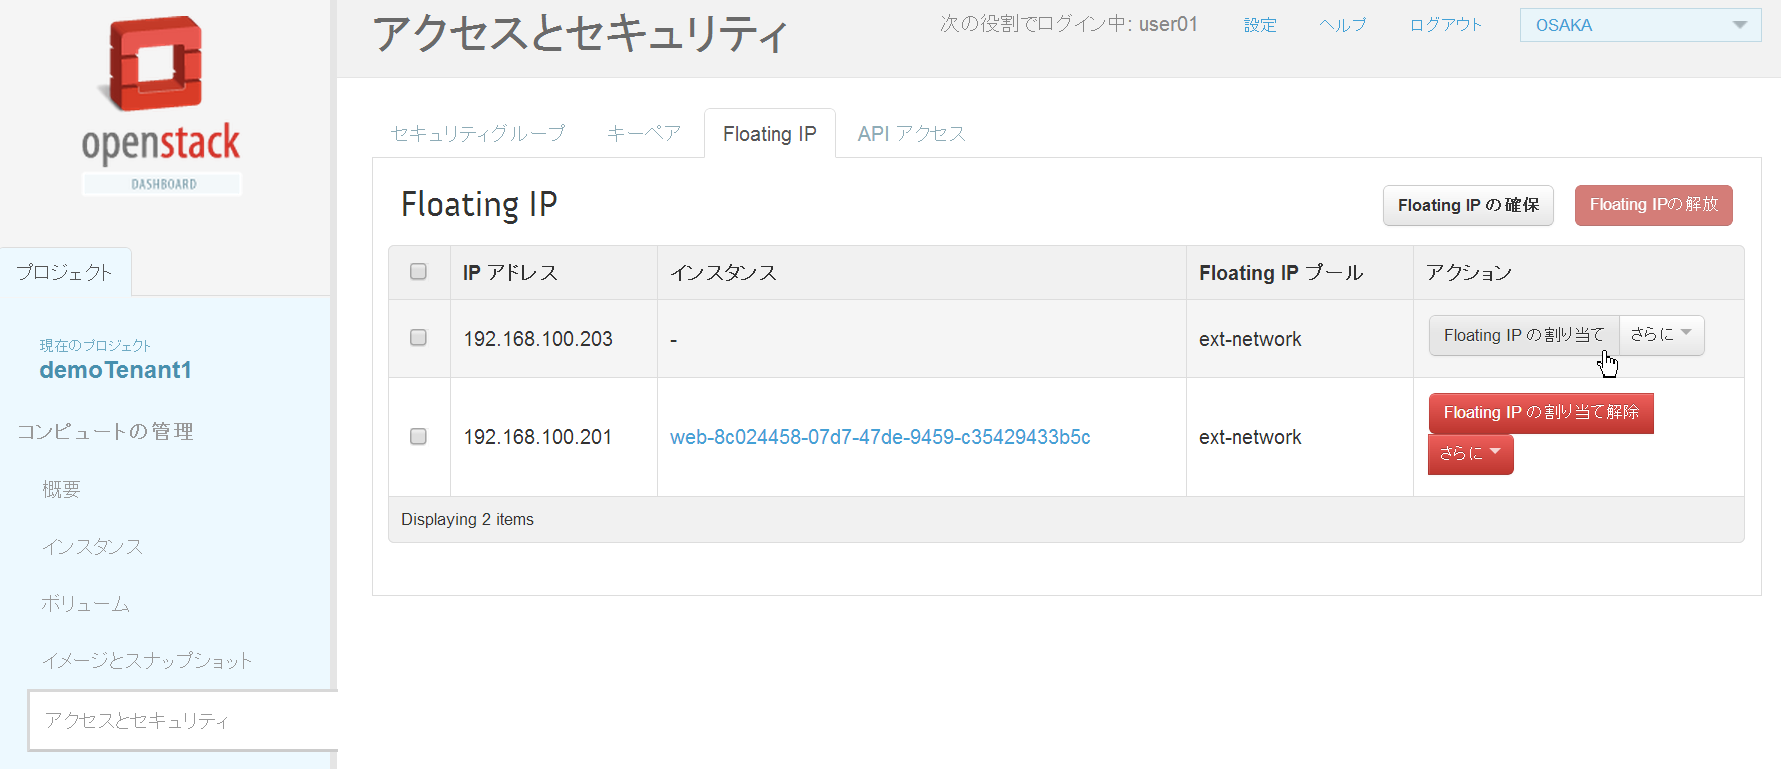 openstack
DASHBOARD
プロジェクト
現在のプロジェクト
demoTenant1
コンピュートの管理
概要
インスタンス
ボリューム
イメージとスナップショット
アクセスとセキュリティ
アクセスとセキュリティ
次の役割でログイン中: user01
設定
ヘルプ
ログアウト
OSAKA
セキュリティグループ
キーペア
Floating IP
API アクセス
Floating IP
Floating IP の確保
Floating IPの解放
IP アドレス
インスタンス
Floating IP プール
アクション
192.168.100.203
-
ext-network
Floating IP の割り当て
さらに
192.168.100.201
web-8c024458-07d7-47de-9459-c35429433b5c
ext-network
Floating IP の割り当て解除
さらに
Displaying 2 items